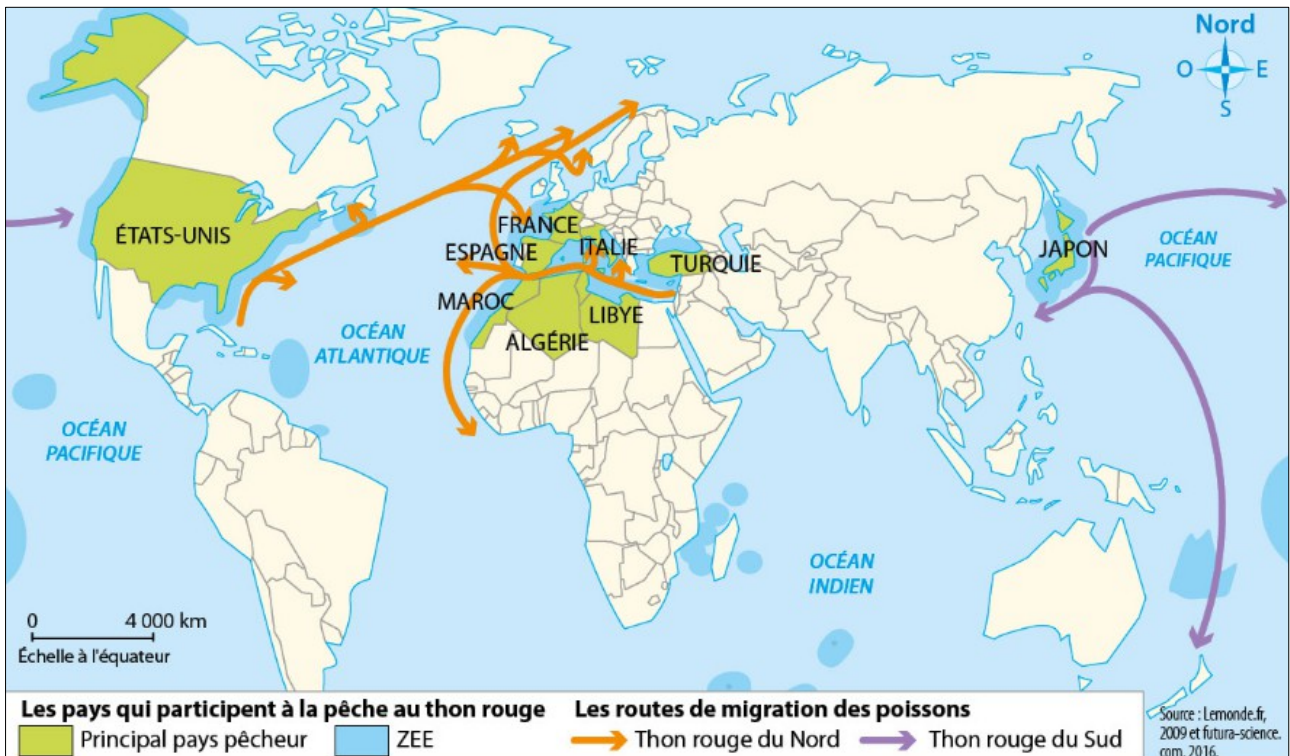 Nord
O
E
S
ÉTATS-UNIS
FRANCE
ESPAGNE
ITALIE
TURQUIE
MAROC
LIBYE
ALGÉRIE
JAPON
OCÉAN
PACIFIQUE
OCÉAN
ATLANTIQUE
OCÉAN
PACIFIQUE
OCÉAN
INDIEN
0
4 000 km
Échelle à l'équateur
Les pays qui participent à la pêche au thon rouge
Principal pays pêcheur
ZEE
Les routes de migration des poissons
Thon rouge du Nord
Thon rouge du Sud
Source : Lemonde.fr,
2009 et futura-science.
com, 2016.